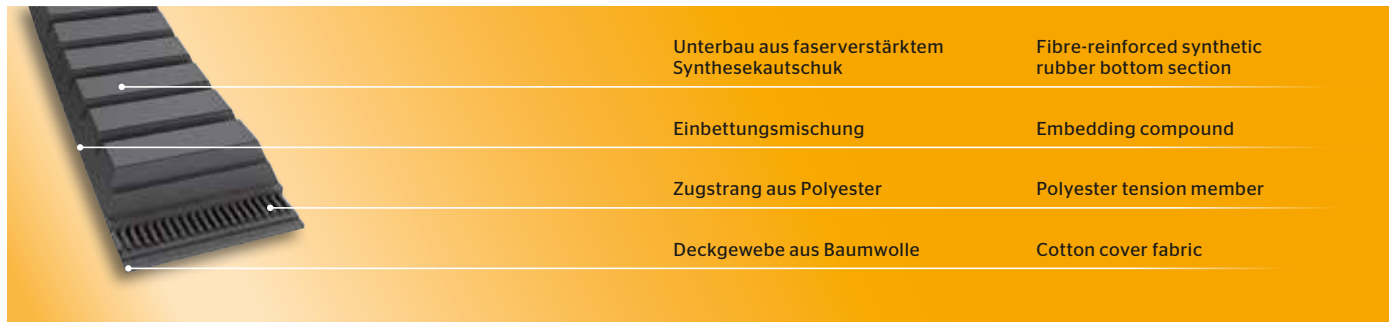 Unterbau aus faserverstärktem
Synthesekautschuk
Fibre-reinforced synthetic
rubber bottom section
Einbettungsmischung
Embedding compound
Zugstrang aus Polyester
Polyester tension member
Deckgewebe aus Baumwolle
Cotton cover fabric